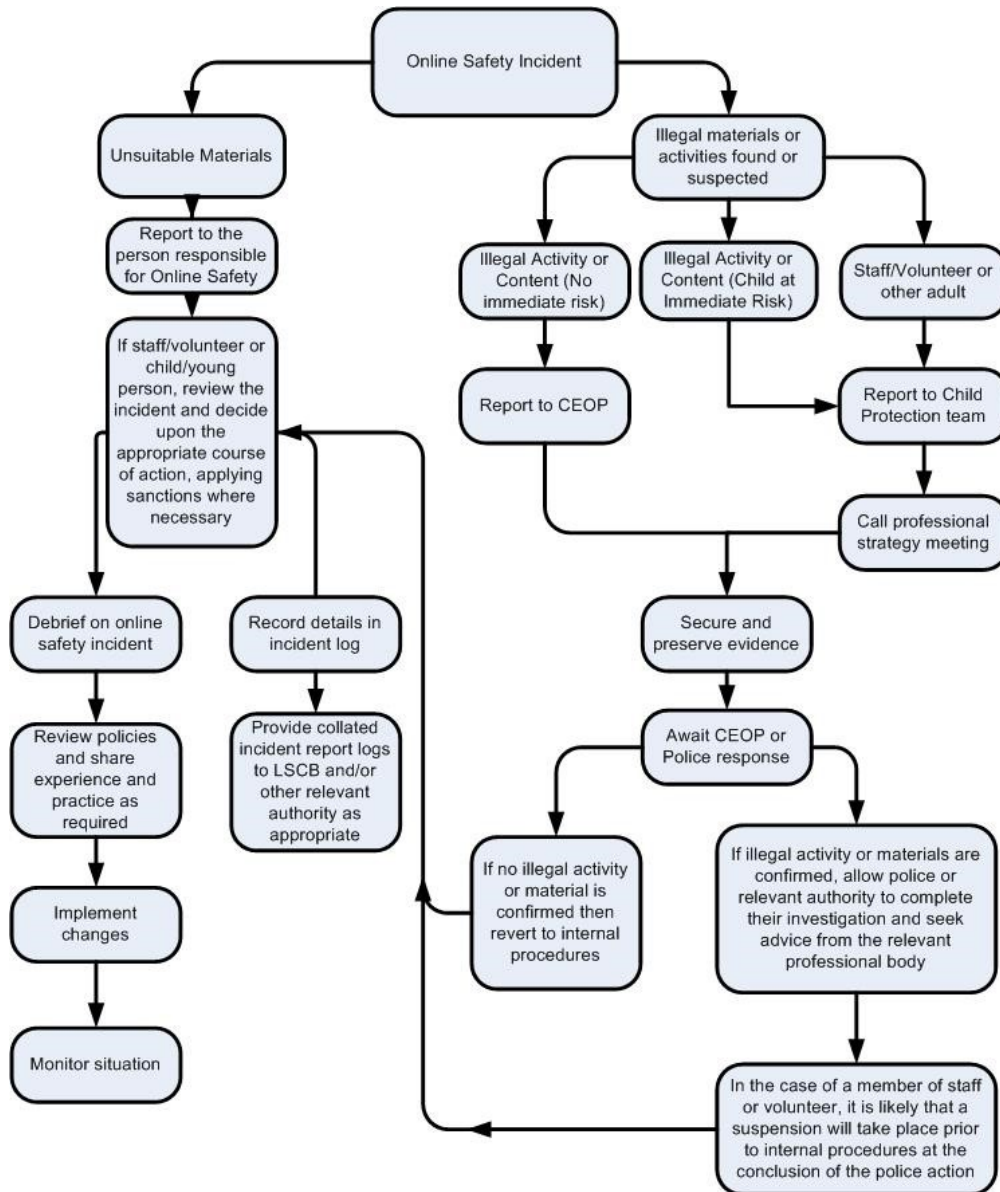 Online Safety Incident
Unsuitable Materials
Report to the
person responsible
for Online Safety
If staff/volunteer or
child/young
person, review the
incident and decide
upon the
appropriate course
of action, applying
sanctions where
necessary
Debrief on online
safety incident
Review policies
and share
experience and
practice as
required
Implement
changes
Monitor situation
Record details in
incident log
Provide collated
incident report logs
to LSCB and/or
other relevant
authority as
appropriate
Illegal materials or
activities found or
suspected
Illegal Activity or
Content (No
immediate risk)
Illegal Activity or
Content (Child at
Immediate Risk)
Staff/Volunteer or
other adult
Report to CEOP
Report to Child
Protection team
Call professional
strategy meeting
Secure and
preserve evidence
Await CEOP or
Police response
If no illegal activity
or material is
confirmed then
revert to internal
procedures
If illegal activity or materials are
confirmed, allow police or
relevant authority to complete
their investigation and seek
advice from the relevant
professional body
In the case of a member of staff
or volunteer, it is likely that a
suspension will take place prior
to internal procedures at the
conclusion of the police action